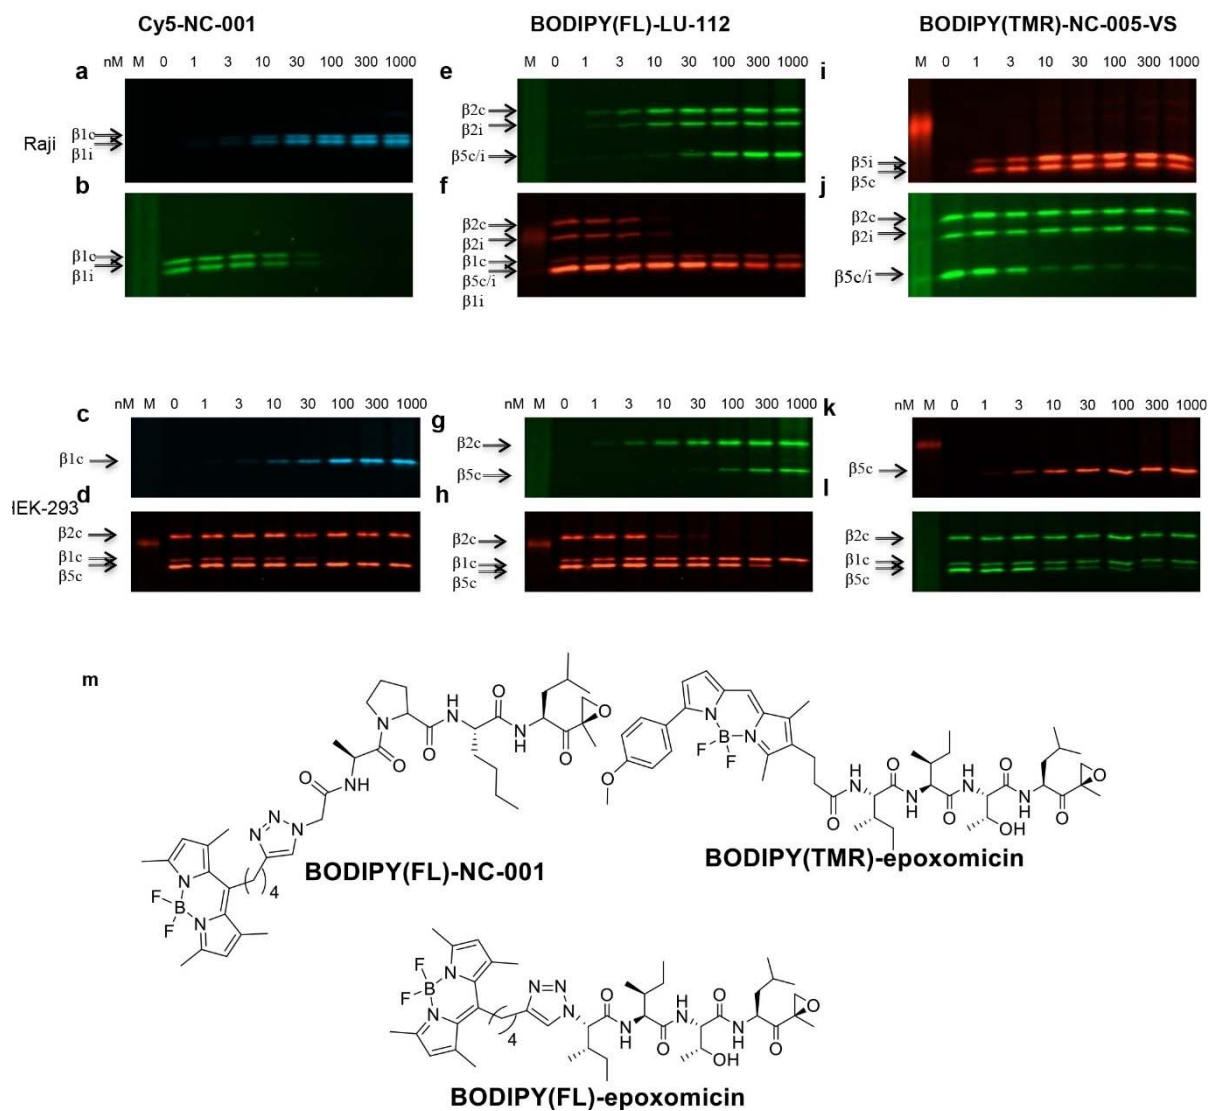 Cy5-NC-001
BODIPY(FL)-LU-112
BODIPY(TMR)-NC-005-VS
nM M 0 1 3 10 30 100 300 1000
M 0 1 3 10 30 100 300 1000
M 0 1 3 10 30 100 300 1000
a
Raji
β1c
β1i
b
β1c
β1i
e
β2c
β2i
β5c/i
f
β2c
β2i
β1c
β5c/i
β1i
i
β5i
β5c
j
β2c
β2i
β5c/i
nM M 0 1 3 10 30 100 300 1000
nM M 0 1 3 10 30 100 300 1000
nM M 0 1 3 10 30 100 300 1000
c
β1c
d
IEK-293
β2c
β1c
β5c
g
β2c
β5c
h
β2c
β1c
β5c
k
β5c
l
β2c
β1c
β5c
m
BODIPY(FL)-NC-001
BODIPY(TMR)-epoxomicin
BODIPY(FL)-epoxomicin